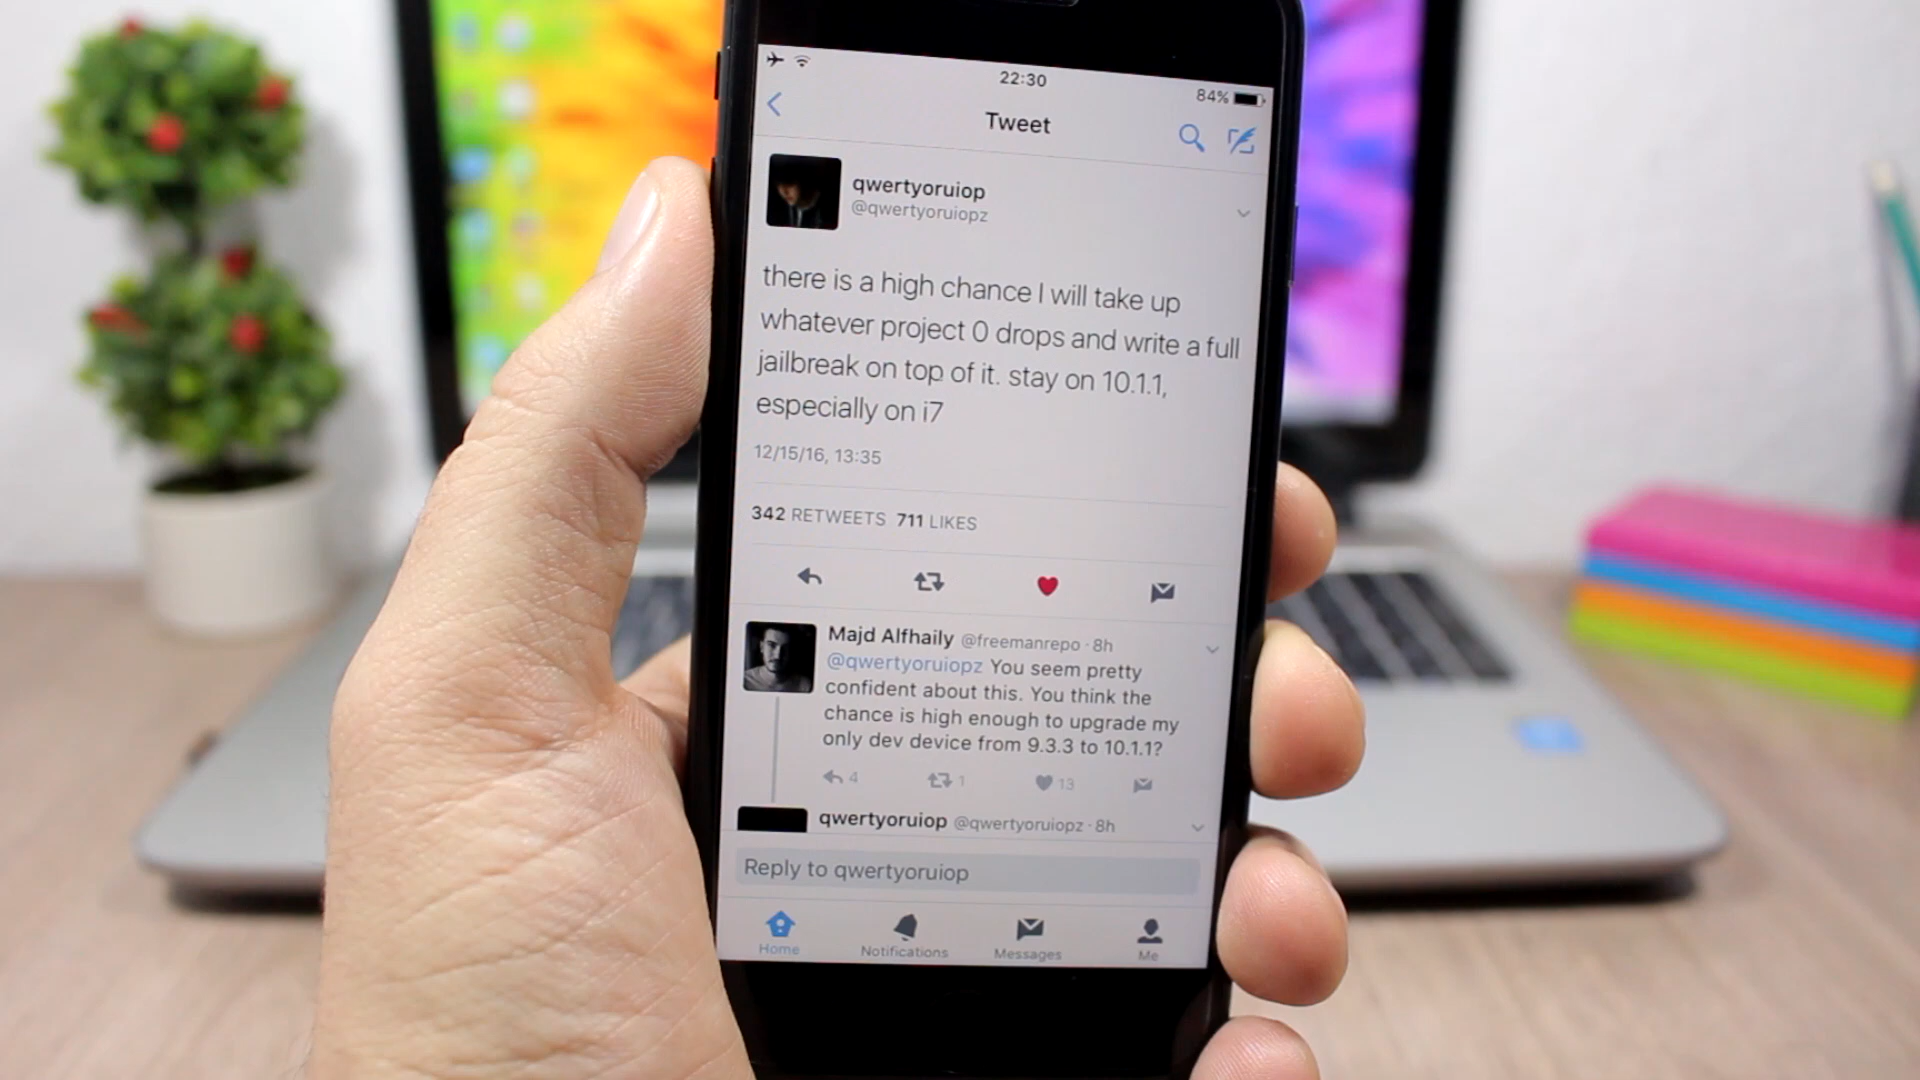 22:30
84%
Tweet
qwertyoruiop
@qwertyoruiopz
there is a high chance I will take up
whatever project 0 drops and write a full
jailbreak on top of it. stay on 10.1.1,
especially on i7
12/15/16, 13:35
342 RETWEETS 711 LIKES
Majd Alfhaily @freemanrepo · 8h
@qwertyoruiopz You seem pretty
confident about this. You think the
chance is high enough to upgrade my
only dev device from 9.3.3 to 10.1.1?
4 1 13
qwertyoruiop @qwertyoruiopz · 8h
Reply to qwertyoruiop
Home Notifications Messages Me